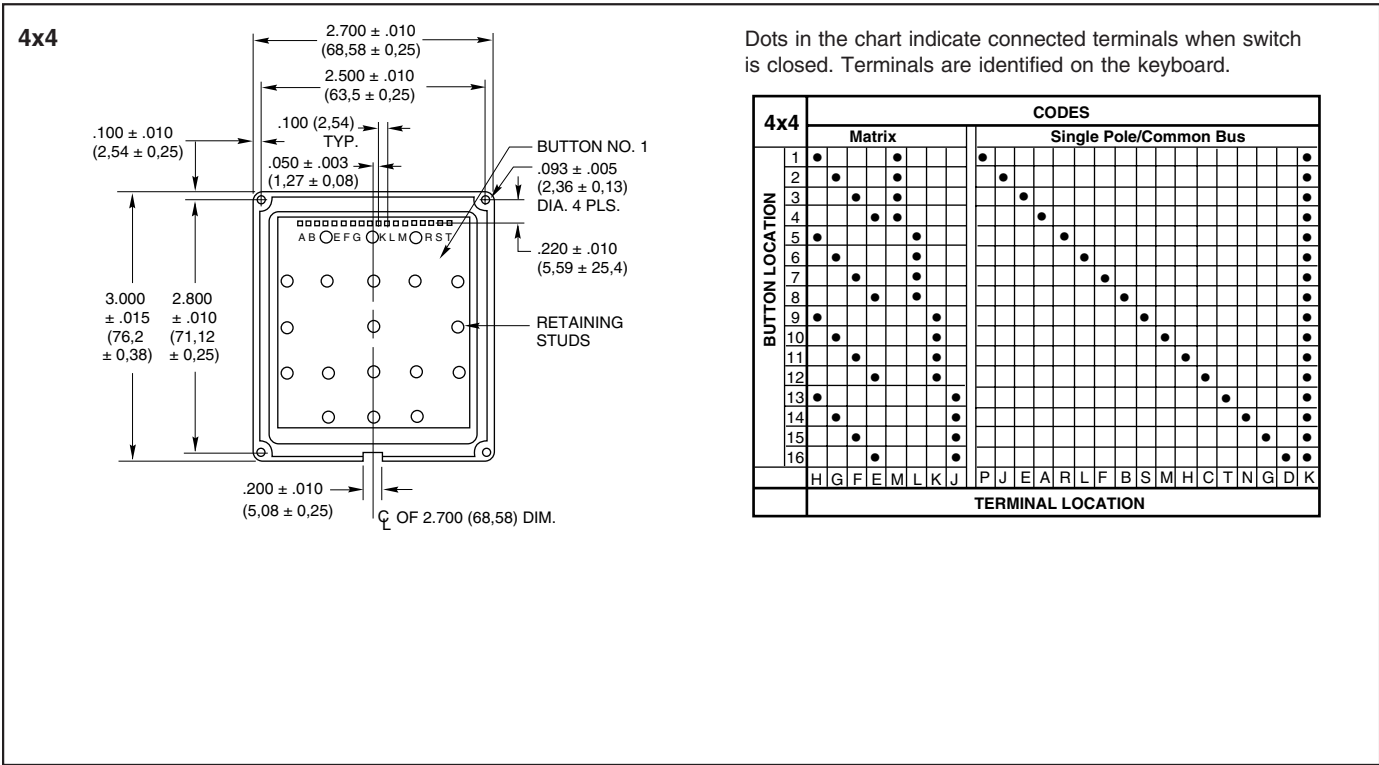 4x4
2.700 ± .010
(68,58 ± 0,25)
2.500 ± .010
(63,5 ± 0,25)
.100 (2,54)
TYP.
.100 ± .010
(2,54 ± 0,25)
.050 ± .003
(1,27 ± 0,08)
BUTTON NO. 1
.093 ± .005
(2,36 ± 0,13)
DIA. 4 PLS.
A B E F G K L M R S T
.220 ± .010
(5,59 ± 25,4)
3.000
± .015
(76,2
± 0,38)
2.800
± .010
(71,12
± 0,25)
RETAINING
STUDS
.200 ± .010
(5,08 ± 0,25)
℄ OF 2.700 (68,58) DIM.
Dots in the chart indicate connected terminals when switch
is closed. Terminals are identified on the keyboard.
4x4
CODES
Matrix
Single Pole/Common Bus
BUTTON LOCATION
1
2
3
4
5
6
7
8
9
10
11
12
13
14
15
16
H G F E M L K J P J E A R L F B S M H C T N G D K
TERMINAL LOCATION